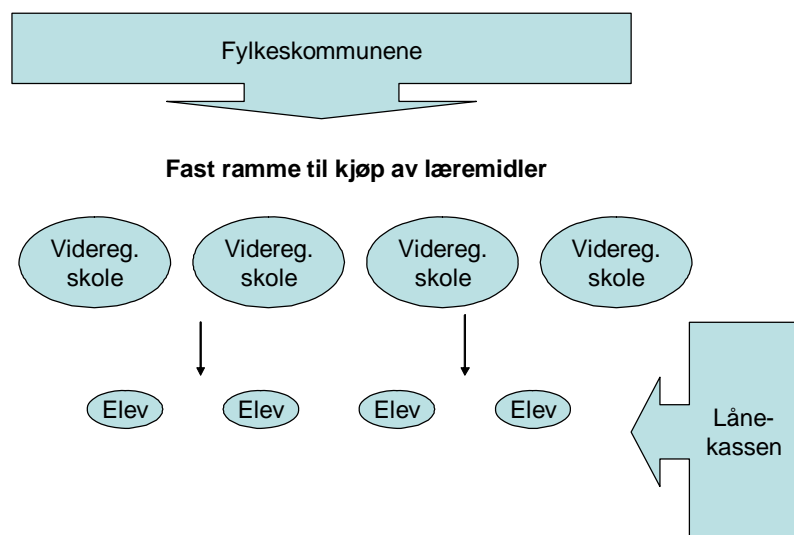 Fylkeskommunene
Fast ramme til kjøp av læremidler
Videreg.
skole
Videreg.
skole
Videreg.
skole
Videreg.
skole
Elev
Elev
Elev
Elev
Låne-
kassen